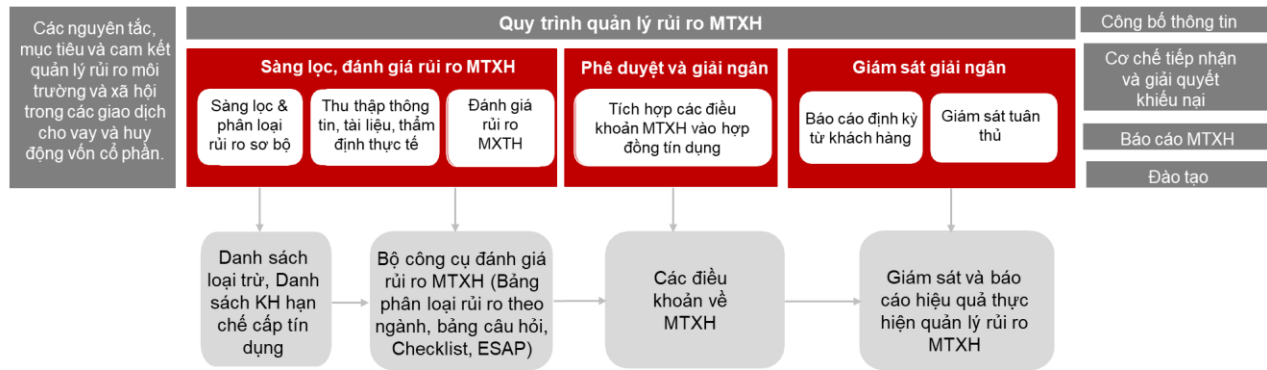 Các nguyên tắc,
mục tiêu và cam kết
quản lý rủi ro môi
trường và xã hội
trong các giao dịch
cho vay và huy
động vốn cổ phần.
Quy trình quản lý rủi ro MTXH
Sàng lọc, đánh giá rủi ro MTXH
Sàng lọc &
phân loại
rủi ro sơ bộ
Thu thập thông
tin, tài liệu, thẩm
định thực tế
Đánh giá
rủi ro
MXTH
Phê duyệt và giải ngân
Tích hợp các điều
khoản MTXH vào hợp
đồng tín dụng
Giám sát giải ngân
Báo cáo định kỳ
từ khách hàng
Giám sát tuân
thủ
Công bố thông tin
Cơ chế tiếp nhận
và giải quyết
khiếu nại
Báo cáo MTXH
Đào tạo
Danh sách
loại trừ, Danh
sách KH hạn
chế cấp tín
dụng
Bộ công cụ đánh giá
rủi ro MTXH (Bảng
phân loại rủi ro theo
ngành, bảng câu hỏi,
Checklist, ESAP)
Các điều
khoản về
MTXH
Giám sát và báo
cáo hiệu quả thực
hiện quản lý rủi ro
MTXH